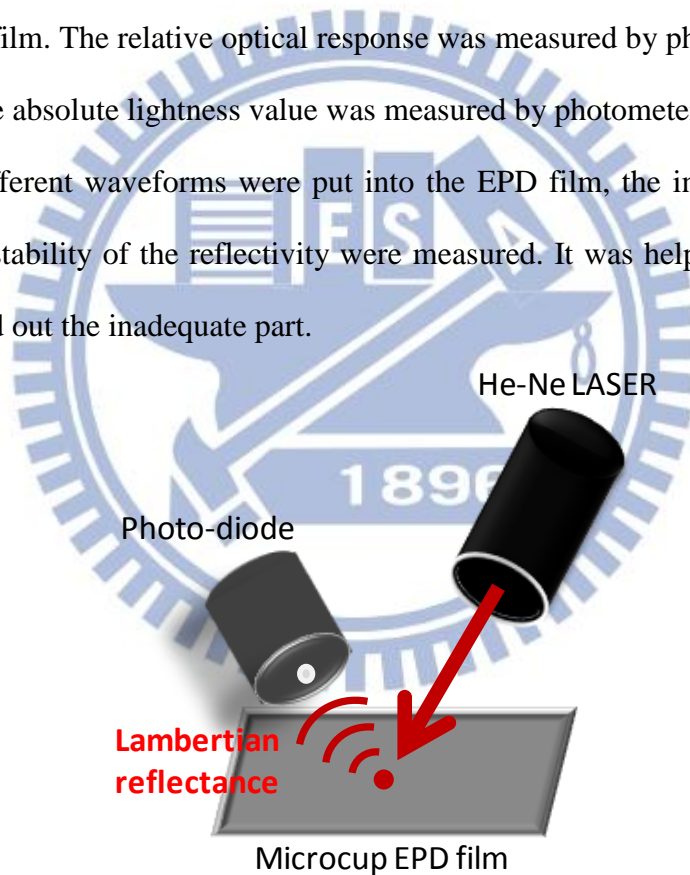 film. The relative optical response was measured by ph
e absolute lightness value was measured by photomete
fferent waveforms were put into the EPD film, the in
stability of the reflectivity were measured. It was help
d out the inadequate part.
He-Ne LASER
E S A
1896
Photo-diode
Lambertian
reflectance
Microcup EPD film